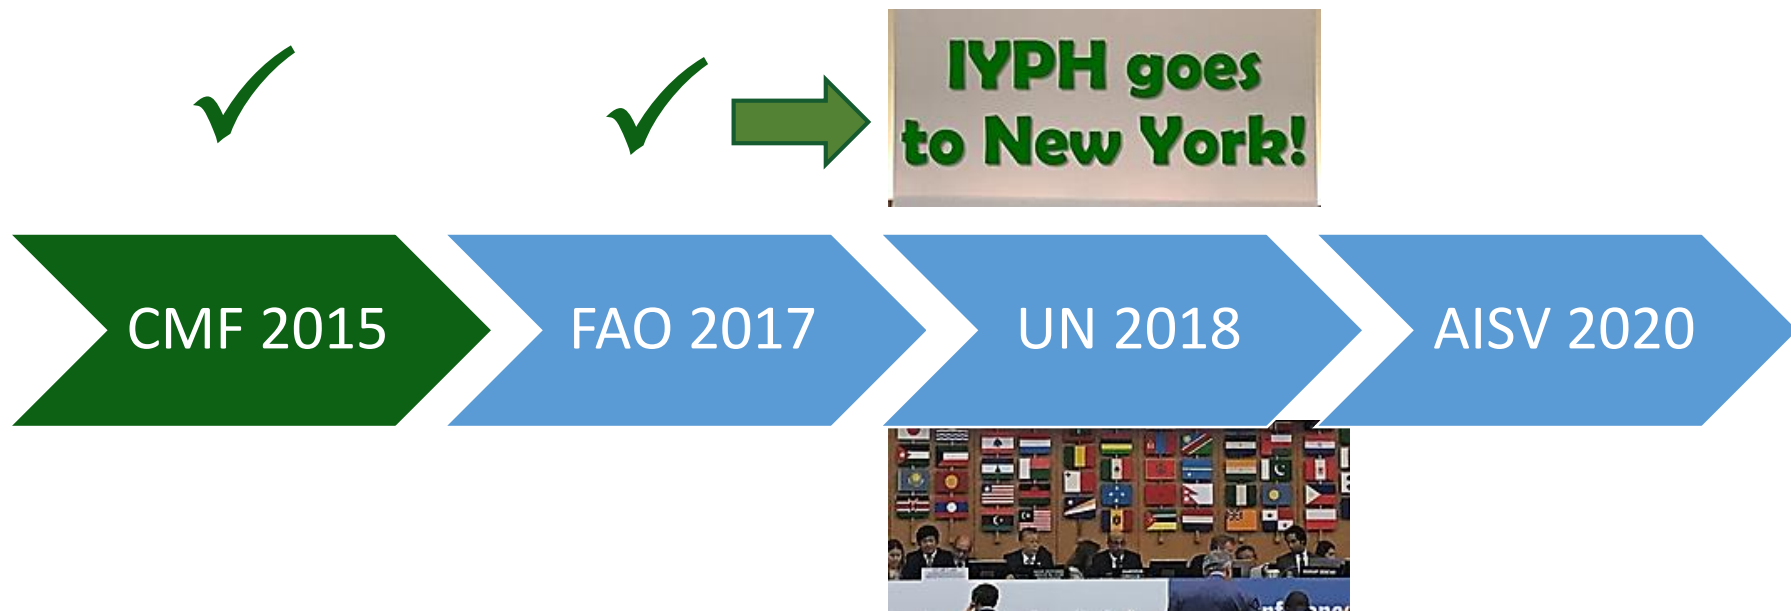 IYPH goes
to New York!
CMF 2015
FAO 2017
UN 2018
AISV 2020